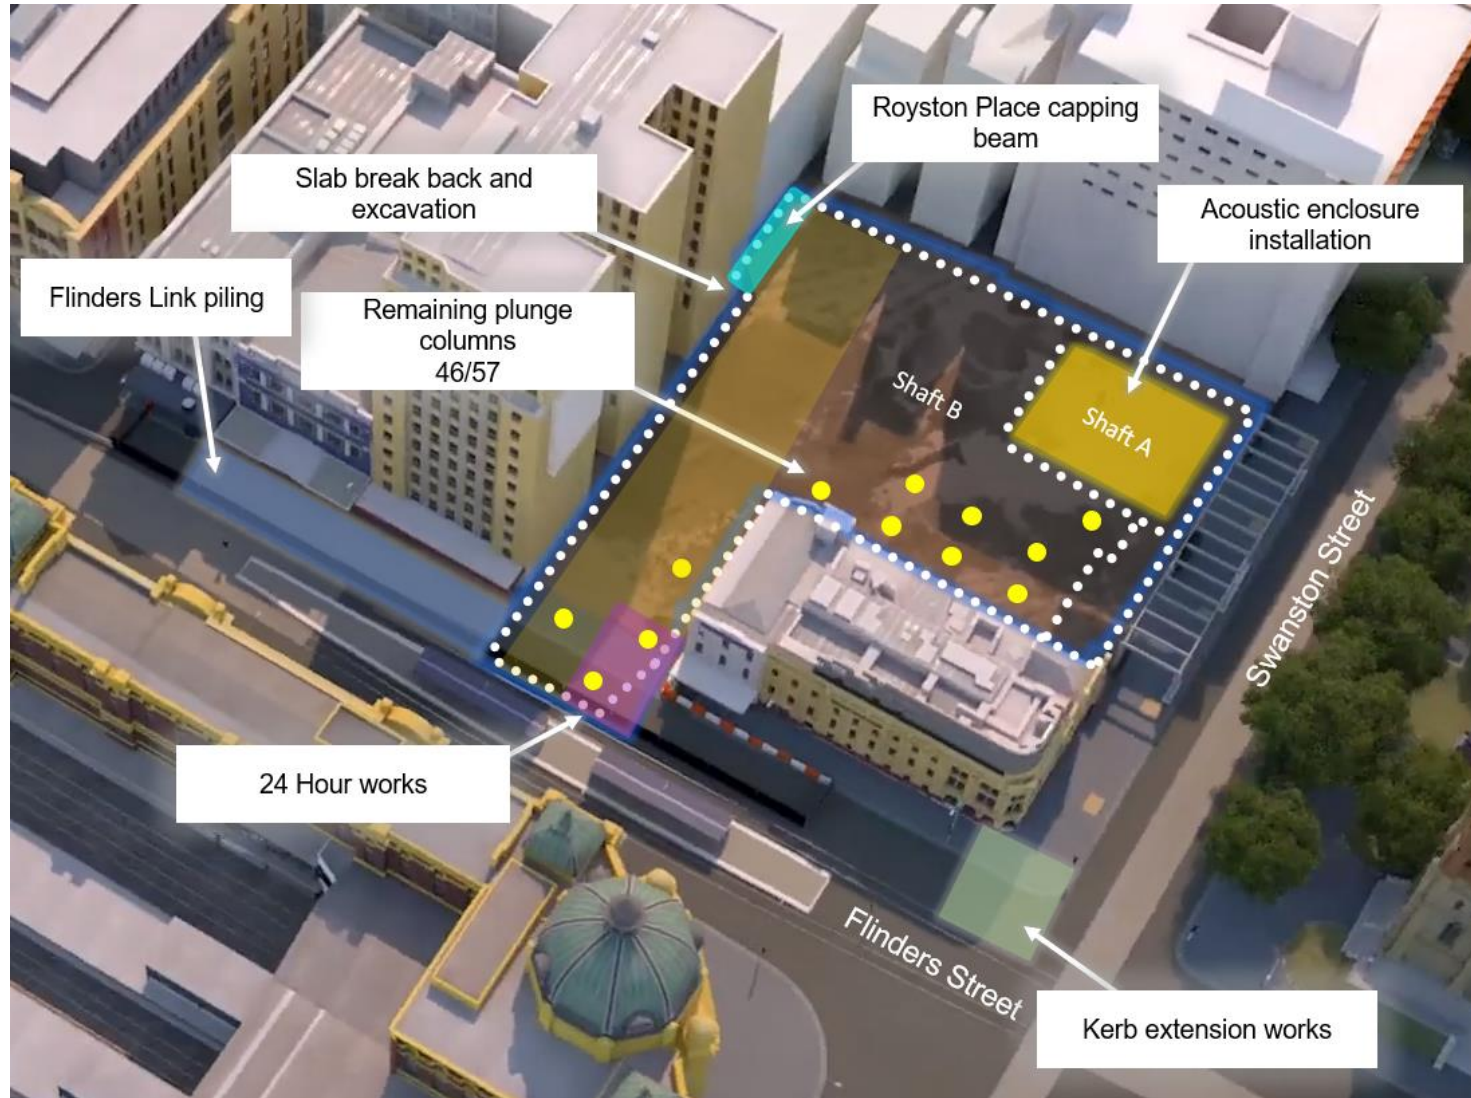 Royston Place capping
beam
Slab break back and
excavation
Acoustic enclosure
installation
Flinders Link piling
Remaining plunge
columns
46/57
Shaft B
Shaft A
Swanston Street
24 Hour works
Flinders Street
Kerb extension works